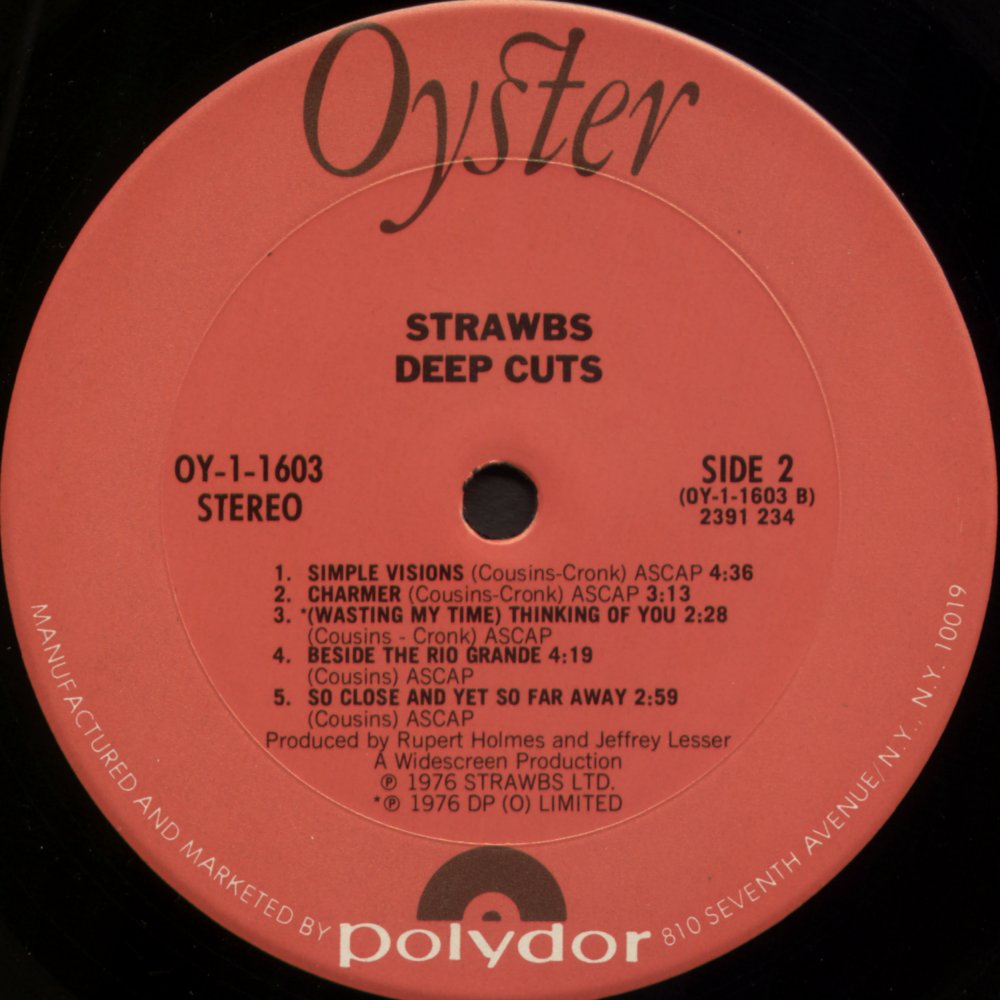 Oyster
STRAWBS
DEEP CUTS
OY-1-1603
STEREO
SIDE 2
(OY-1-1603 B)
2391 234
1. SIMPLE VISIONS (Cousins-Cronk) ASCAP 4:36
2. CHARMER (Cousins-Cronk) ASCAP 3:13
3. *(WASTING MY TIME) THINKING OF YOU 2:28
(Cousins - Cronk) ASCAP
4. BESIDE THE RIO GRANDE 4:19
(Cousins) ASCAP
5. SO CLOSE AND YET SO FAR AWAY 2:59
(Cousins) ASCAP
Produced by Rupert Holmes and Jeffrey Lesser
A Widescreen Production
℗ 1976 STRAWBS LTD.
*℗ 1976 DP (O) LIMITED
MANUFACTURED AND MARKETED BY polydor 810 SEVENTH AVENUE/N.Y., N.Y. 10019